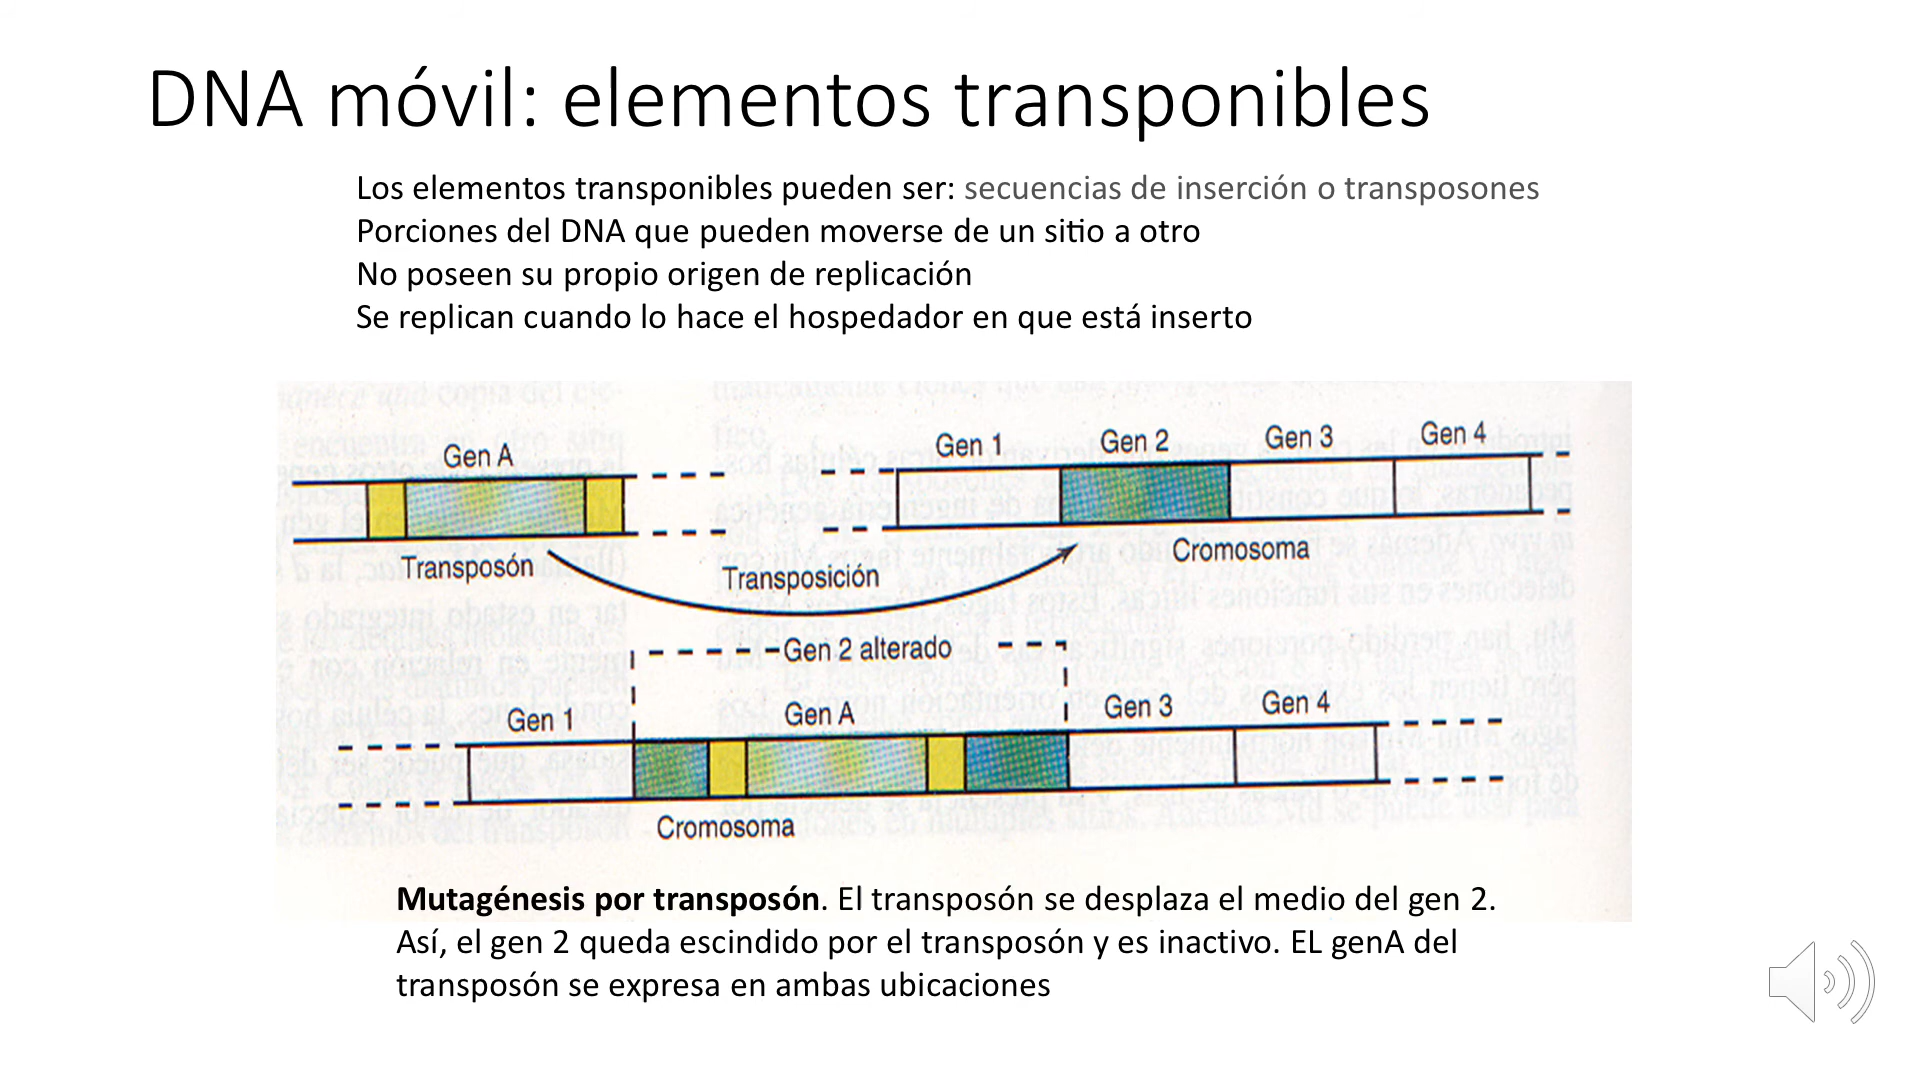 DNA móvil: elementos transponibles
Los elementos transponibles pueden ser: secuencias de inserción o transposones
Porciones del DNA que pueden moverse de un sitio a otro
No poseen su propio origen de replicación
Se replican cuando lo hace el hospedador en que está inserto
Gen A
Gen 1 Gen 2 Gen 3 Gen 4
Transposón
Transposición
Cromosoma
Gen 2 alterado
Gen 1 Gen A Gen 3 Gen 4
Cromosoma
Mutagénesis por transposón. El transposón se desplaza el medio del gen 2.
Así, el gen 2 queda escindido por el transposón y es inactivo. EL genA del
transposón se expresa en ambas ubicaciones